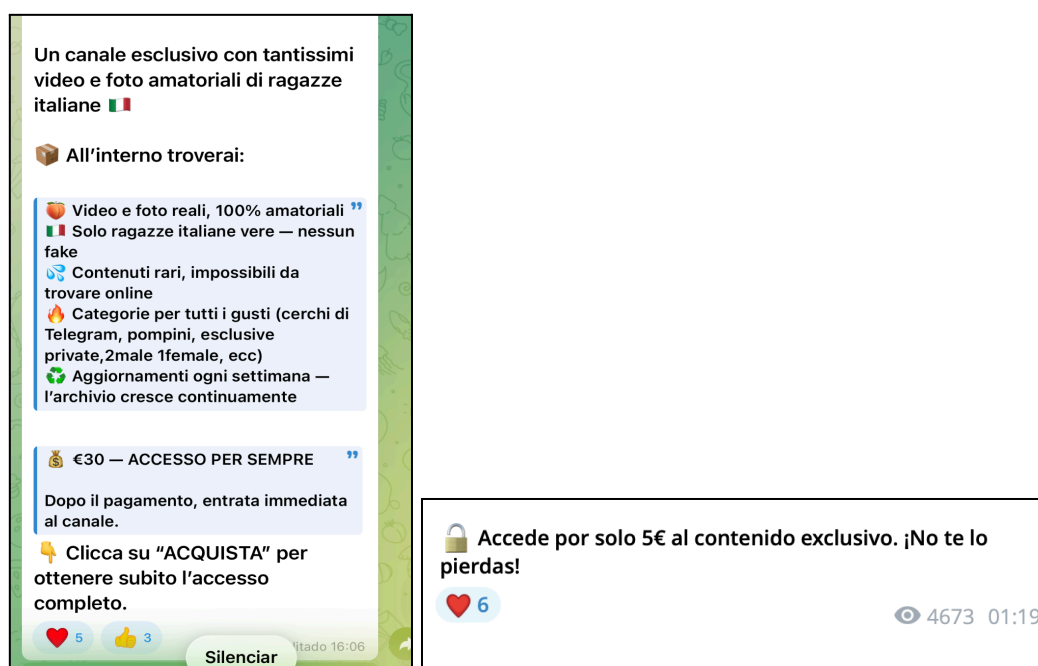 Un canale esclusivo con tantissimi
video e foto amatoriali di ragazze
italiane 🇮🇹
📦 All’interno troverai:
🍑 Video e foto reali, 100% amatoriali
🇮🇹 Solo ragazze italiane vere — nessun
fake
💦 Contenuti rari, impossibili da
trovare online
🔥 Categorie per tutti i gusti (cerchi di
Telegram, pompini, esclusive
private,2male 1female, ecc)
♻️ Aggiornamenti ogni settimana —
l’archivio cresce continuamente
💰 €30 — ACCESSO PER SEMPRE
Dopo il pagamento, entrata immediata
al canale.
👇 Clicca su “ACQUISTA” per
ottenere subito l’accesso
completo.
❤️ 5 👍 3
16:06
Silenciar
🔒 Accede por solo 5€ al contenido exclusivo. ¡No te lo
pierdas!
❤️ 6
4673 01:19